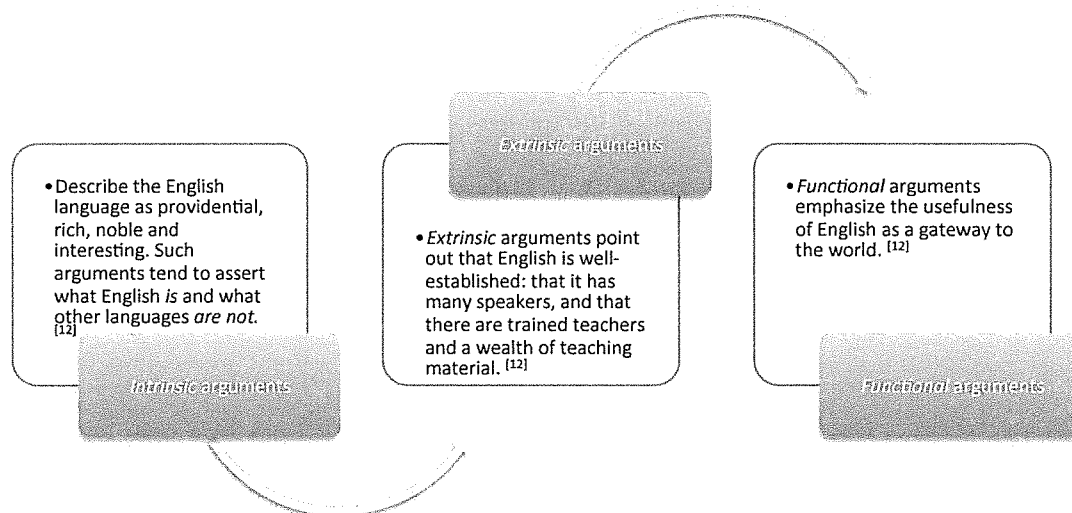 • Describe the English
language as providential,
rich, noble and
interesting. Such
arguments tend to assert
what English is and what
other languages are not.
[12]
Intrinsic arguments
Extrinsic arguments
• Extrinsic arguments point
out that English is well-
established: that it has
many speakers, and that
there are trained teachers
and a wealth of teaching
material. [12]
• Functional arguments
emphasize the usefulness
of English as a gateway to
the world. [12]
Functional arguments